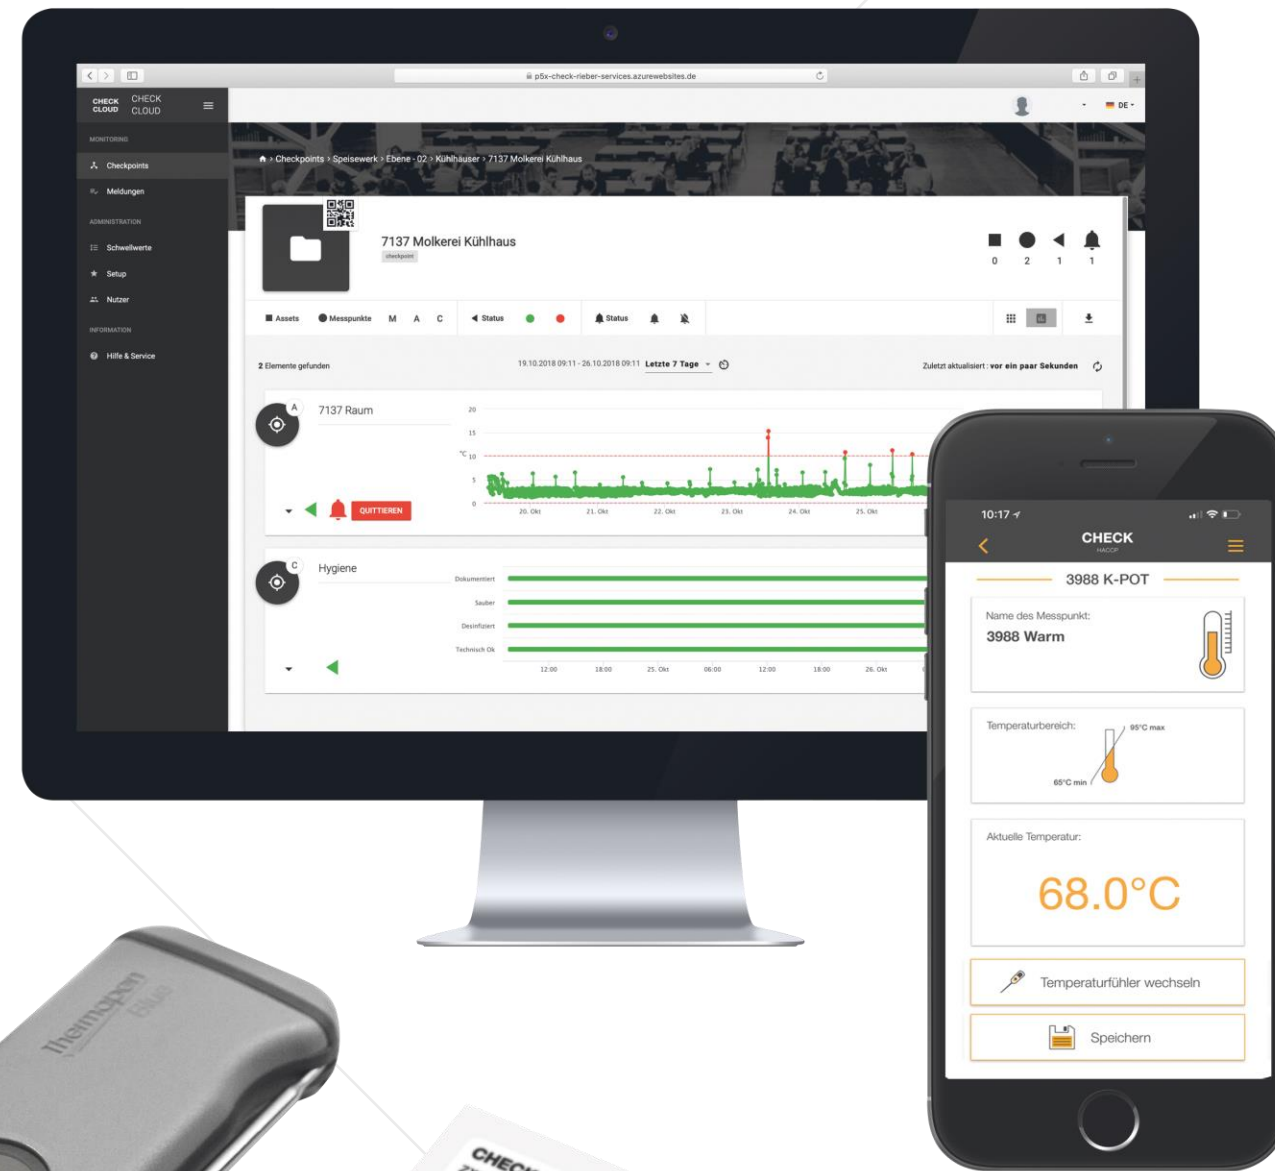 p5x-check-rieber-services.azurewebsites.de
CHECK CLOUD
CHECK CLOUD
DE
MONITORING
Checkpoints
Meldungen
ADMINISTRATION
Schwellwerte
Setup
Nutzer
INFORMATION
Hilfe & Service
> Checkpoints > Speisewerk > Ebene - 02 > Kühlhäuser > 7137 Molkerei Kühlhaus
7137 Molkerei Kühlhaus
checkpoint
0 2 1 1
Assets Messpunkte M A C Status Status
2 Elemente gefunden
19.10.2018 09:11 - 26.10.2018 09:11 Letzte 7 Tage
Zuletzt aktualisiert : vor ein paar Sekunden
A
7137 Raum
20
15
°C 10
5
0
20. Okt 21. Okt 22. Okt 23. Okt 24. Okt 25. Okt
QUITTIEREN
C
Hygiene
Dokumentiert
Sauber
Desinfiziert
Technisch Ok
12:00 18:00 25. Okt 06:00 12:00 18:00 26. Okt
10:17
CHECK
HACCP
3988 K-POT
Name des Messpunkt:
3988 Warm
Temperaturbereich:
95°C max
65°C min
Aktuelle Temperatur:
68.0°C
Temperaturfühler wechseln
Speichern
Thermapen
Blue